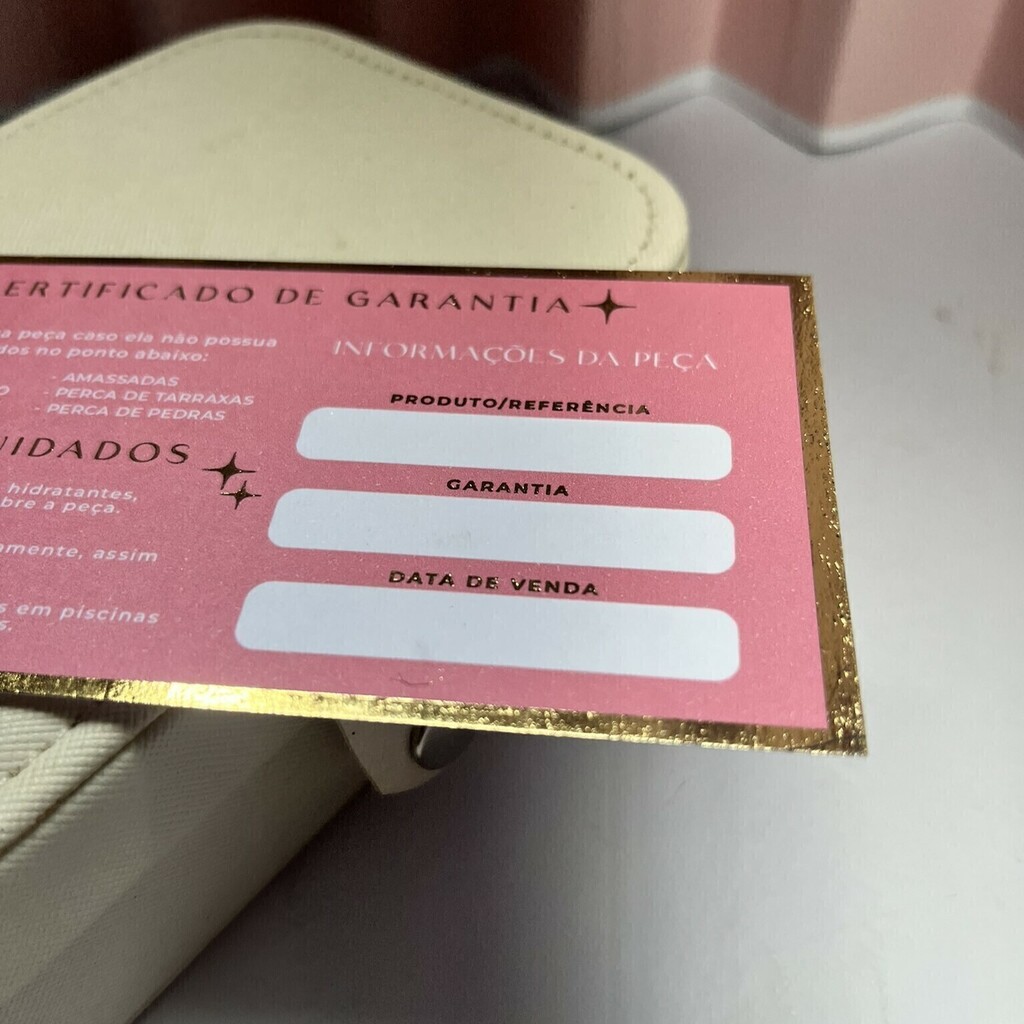 ERTIFICADO DE GARANTIA
a peça caso ela não possua
dos no ponto abaixo:
- AMASSADAS
- PERCA DE TARRAXAS
- PERCA DE PEDRAS
UIDADOS
hidratantes,
bre a peça.
amente, assim
s em piscinas
s.
INFORMAÇÕES DA PEÇA
PRODUTO/REFERÊNCIA
GARANTIA
DATA DE VENDA